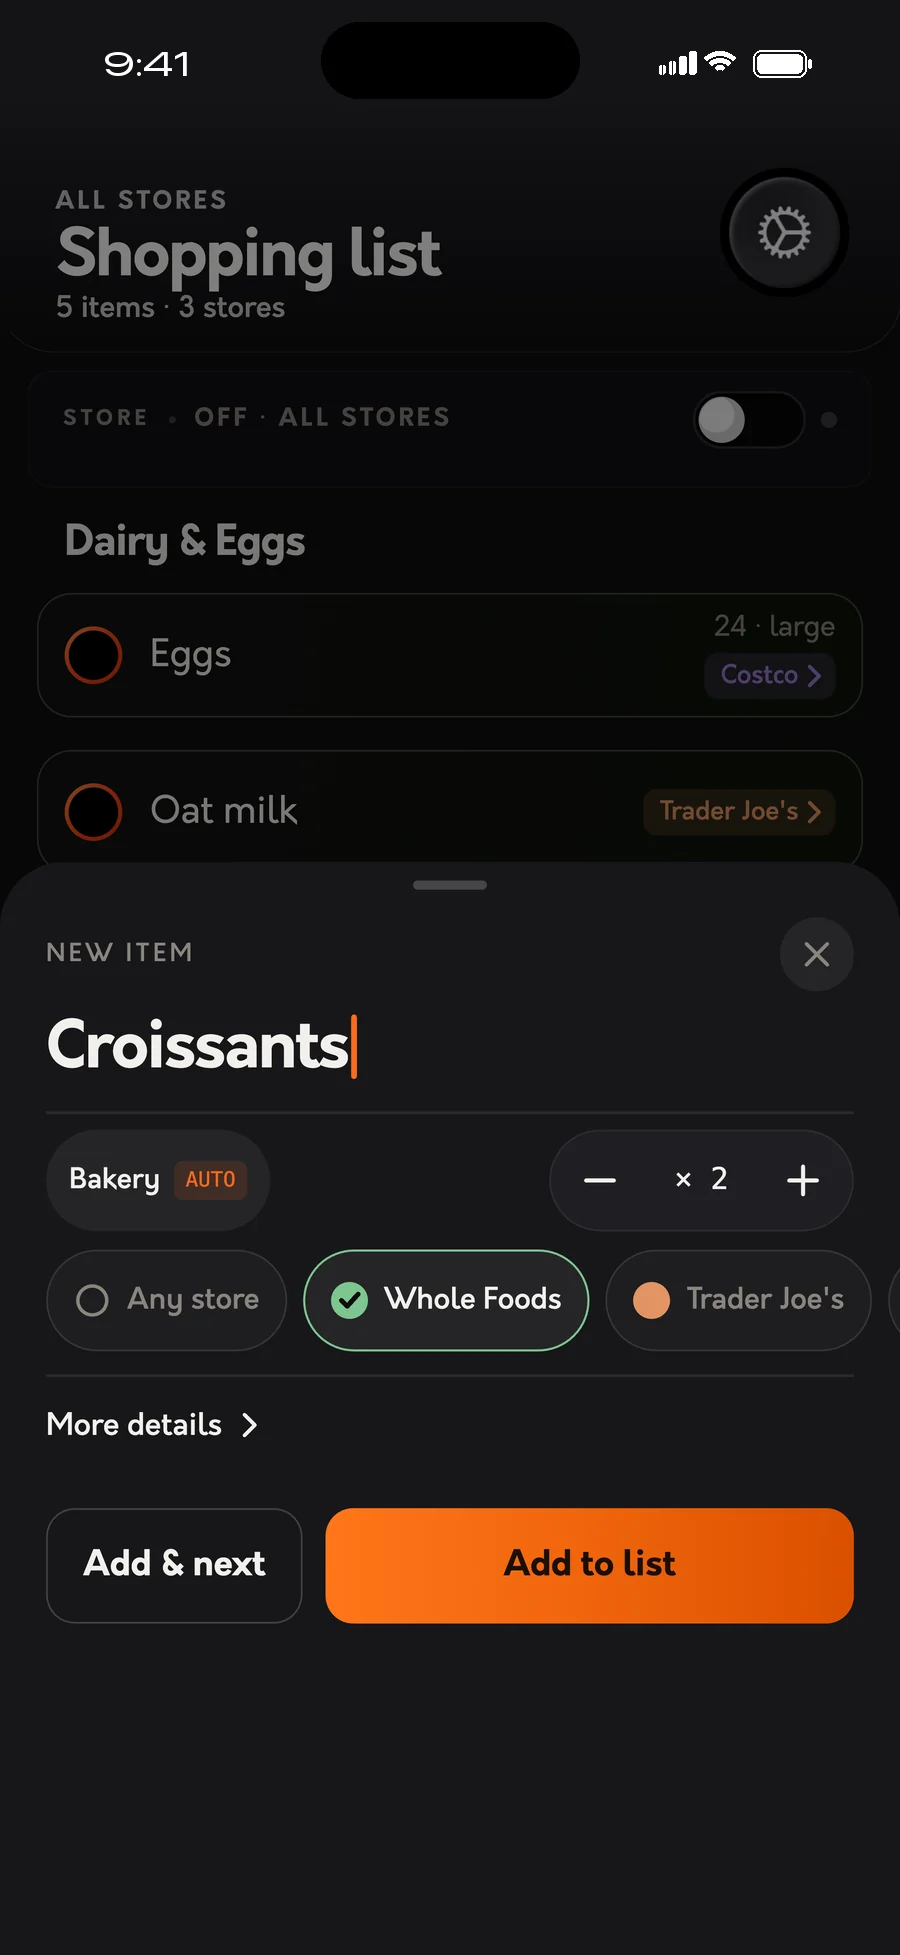 9:41
ALL STORES
Shopping list
5 items · 3 stores
STORE • OFF · ALL STORES
Dairy & Eggs
Eggs
24 · large
Costco
Oat milk
Trader Joe's
NEW ITEM
Croissants
Bakery AUTO
× 2
Any store
Whole Foods
Trader Joe's
More details
Add & next
Add to list